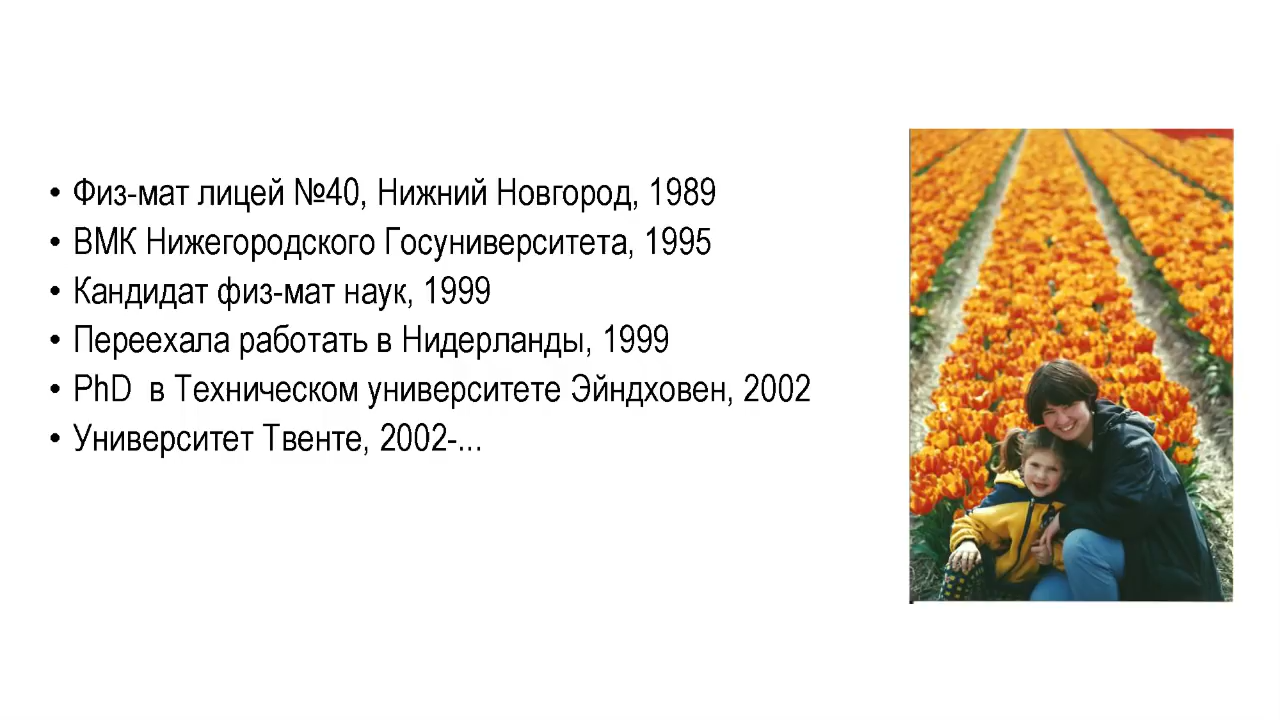 • Физ-мат лицей №40, Нижний Новгород, 1989
• ВМК Нижегородского Госуниверситета, 1995
• Кандидат физ-мат наук, 1999
• Переехала работать в Нидерланды, 1999
• PhD в Техническом университете Эйндховен, 2002
• Университет Твенте, 2002-...